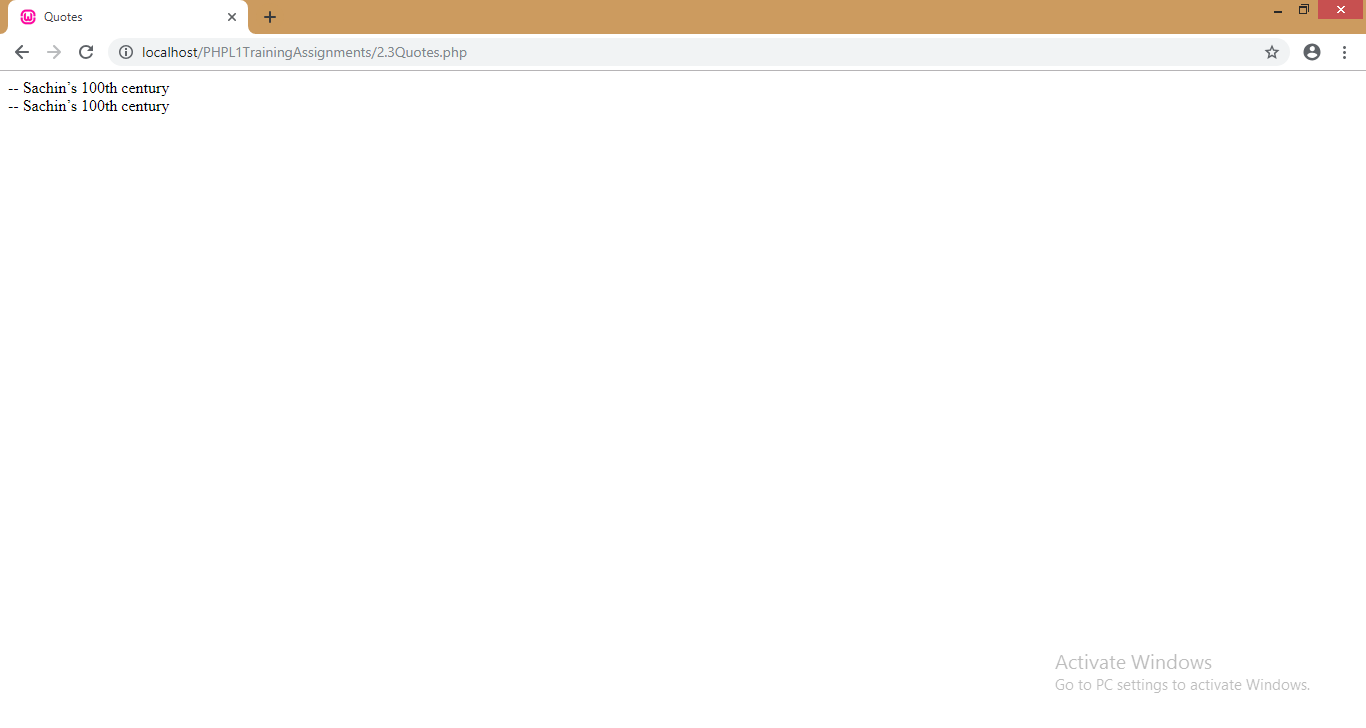 Quotes
localhost/PHPL1TrainingAssignments/2.3Quotes.php
-- Sachin’s 100th century
-- Sachin’s 100th century
Activate Windows
Go to PC settings to activate Windows.